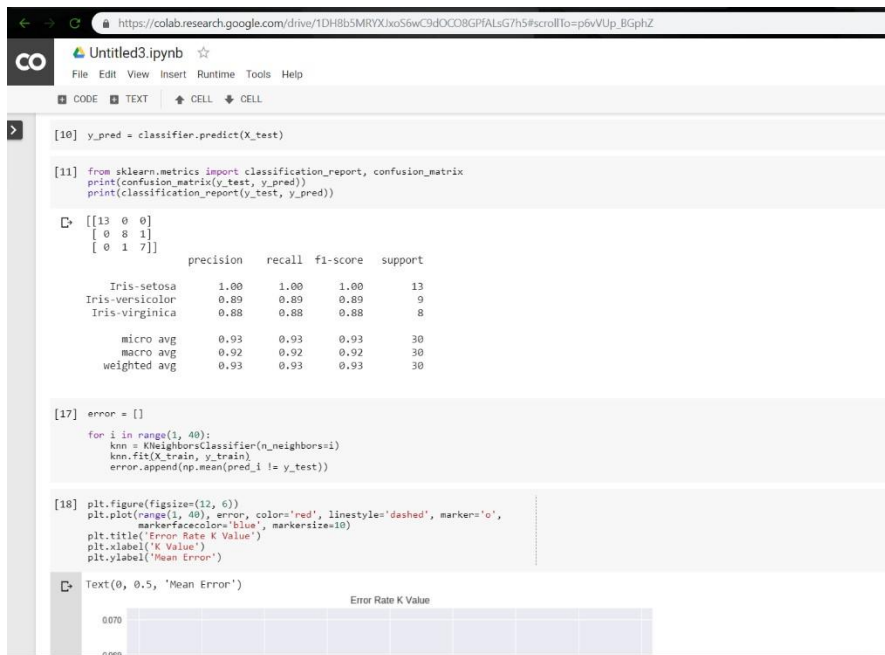 https://colab.research.google.com/drive/1DH8b5MRYXJxoS6wC9dOCO8GPfALsG7h5#scrollTo=p6vVUp_BGphZ
CO
Untitled3.ipynb
File Edit View Insert Runtime Tools Help
CODE TEXT CELL CELL
[10] y_pred = classifier.predict(X_test)
[11] from sklearn.metrics import classification_report, confusion_matrix
print(confusion_matrix(y_test, y_pred))
print(classification_report(y_test, y_pred))
[[13 0 0]
[ 0 8 1]
[ 0 1 7]]
precision recall f1-score support
Iris-setosa 1.00 1.00 1.00 13
Iris-versicolor 0.89 0.89 0.89 9
Iris-virginica 0.88 0.88 0.88 8
micro avg 0.93 0.93 0.93 30
macro avg 0.92 0.92 0.92 30
weighted avg 0.93 0.93 0.93 30
[17] error = []
for i in range(1, 40):
knn = KNeighborsClassifier(n_neighbors=i)
knn.fit(X_train, y_train)
error.append(np.mean(pred_i != y_test))
[18] plt.figure(figsize=(12, 6))
plt.plot(range(1, 40), error, color='red', linestyle='dashed', marker='o',
markerfacecolor='blue', markersize=10)
plt.title('Error Rate K Value')
plt.xlabel('K Value')
plt.ylabel('Mean Error')
Text(0, 0.5, 'Mean Error')
Error Rate K Value
0.070